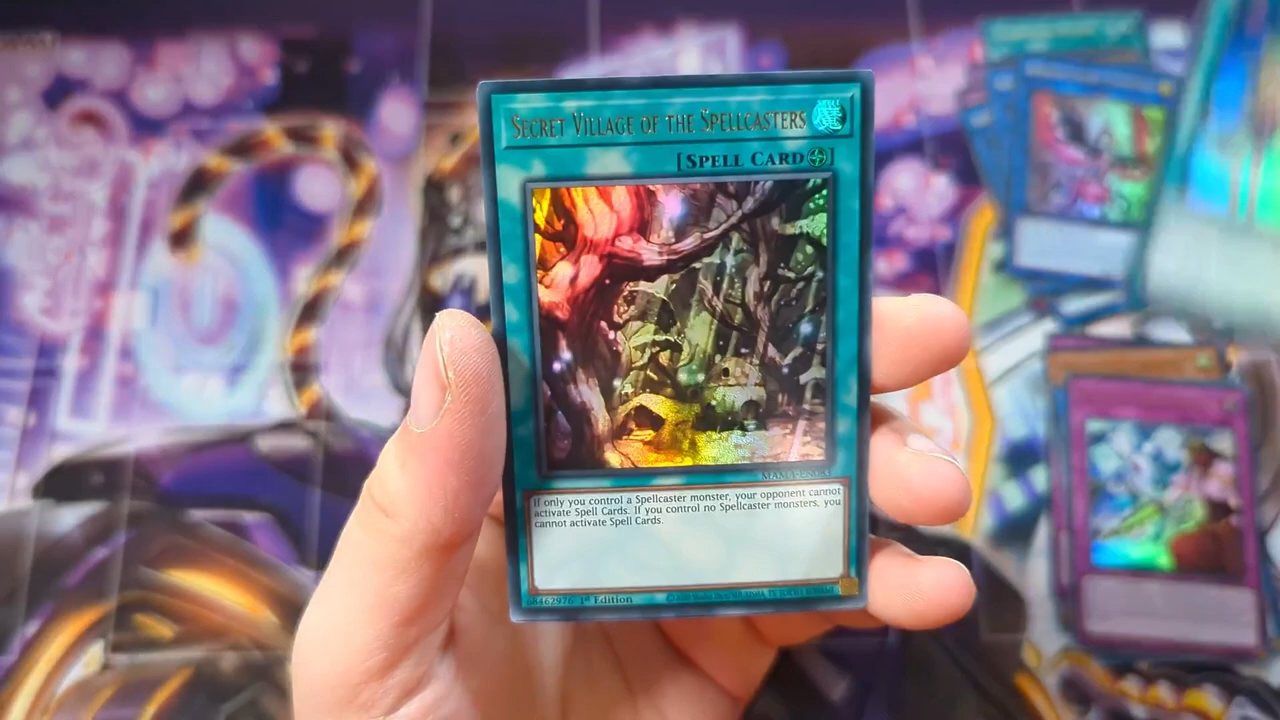 SECRET VILLAGE OF THE SPELLCASTERS
[SPELL CARD]
If only you control a Spellcaster monster, your opponent cannot
activate Spell Cards. If you control no Spellcaster monsters, you
cannot activate Spell Cards.
68462976 1st Edition